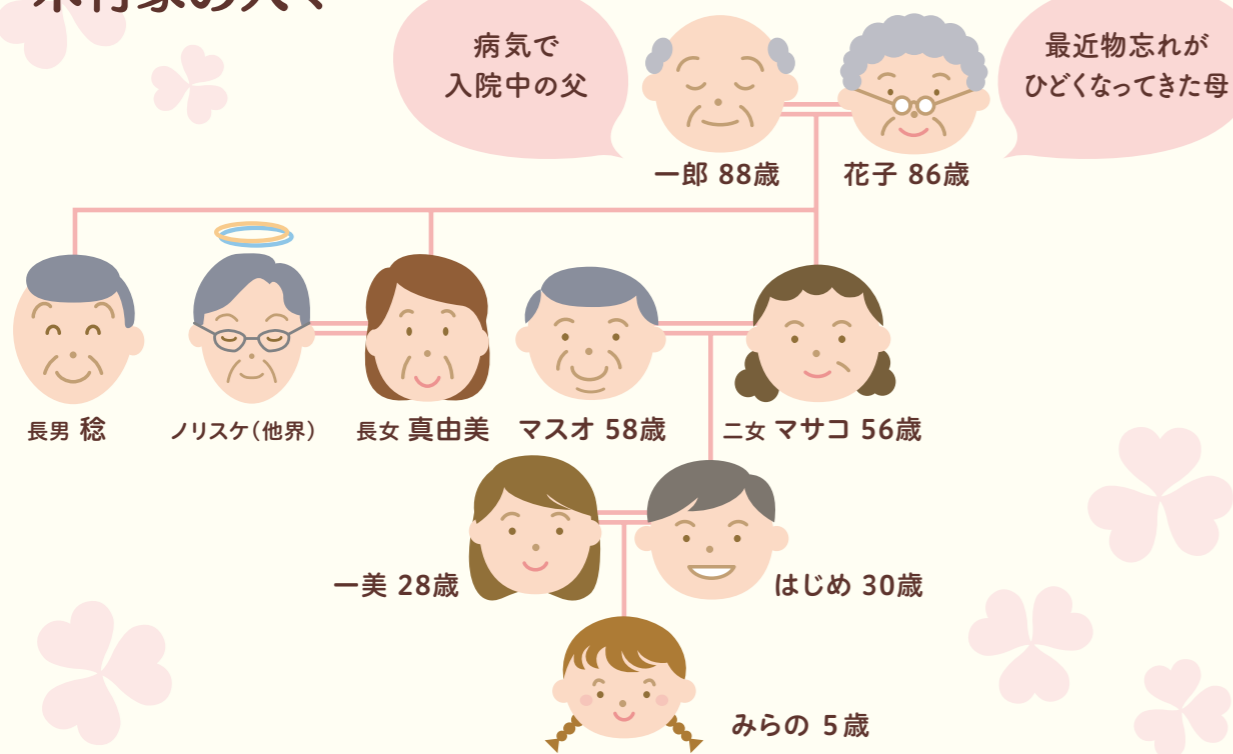 家の人々
病気で
入院中の父
最近物忘れが
ひどくなってきた母
一郎 88歳
花子 86歳
長男 稔
ノリスケ（他界）
長女 真由美
マスオ 58歳
二女 マサコ 56歳
一美 28歳
はじめ 30歳
みらの 5歳